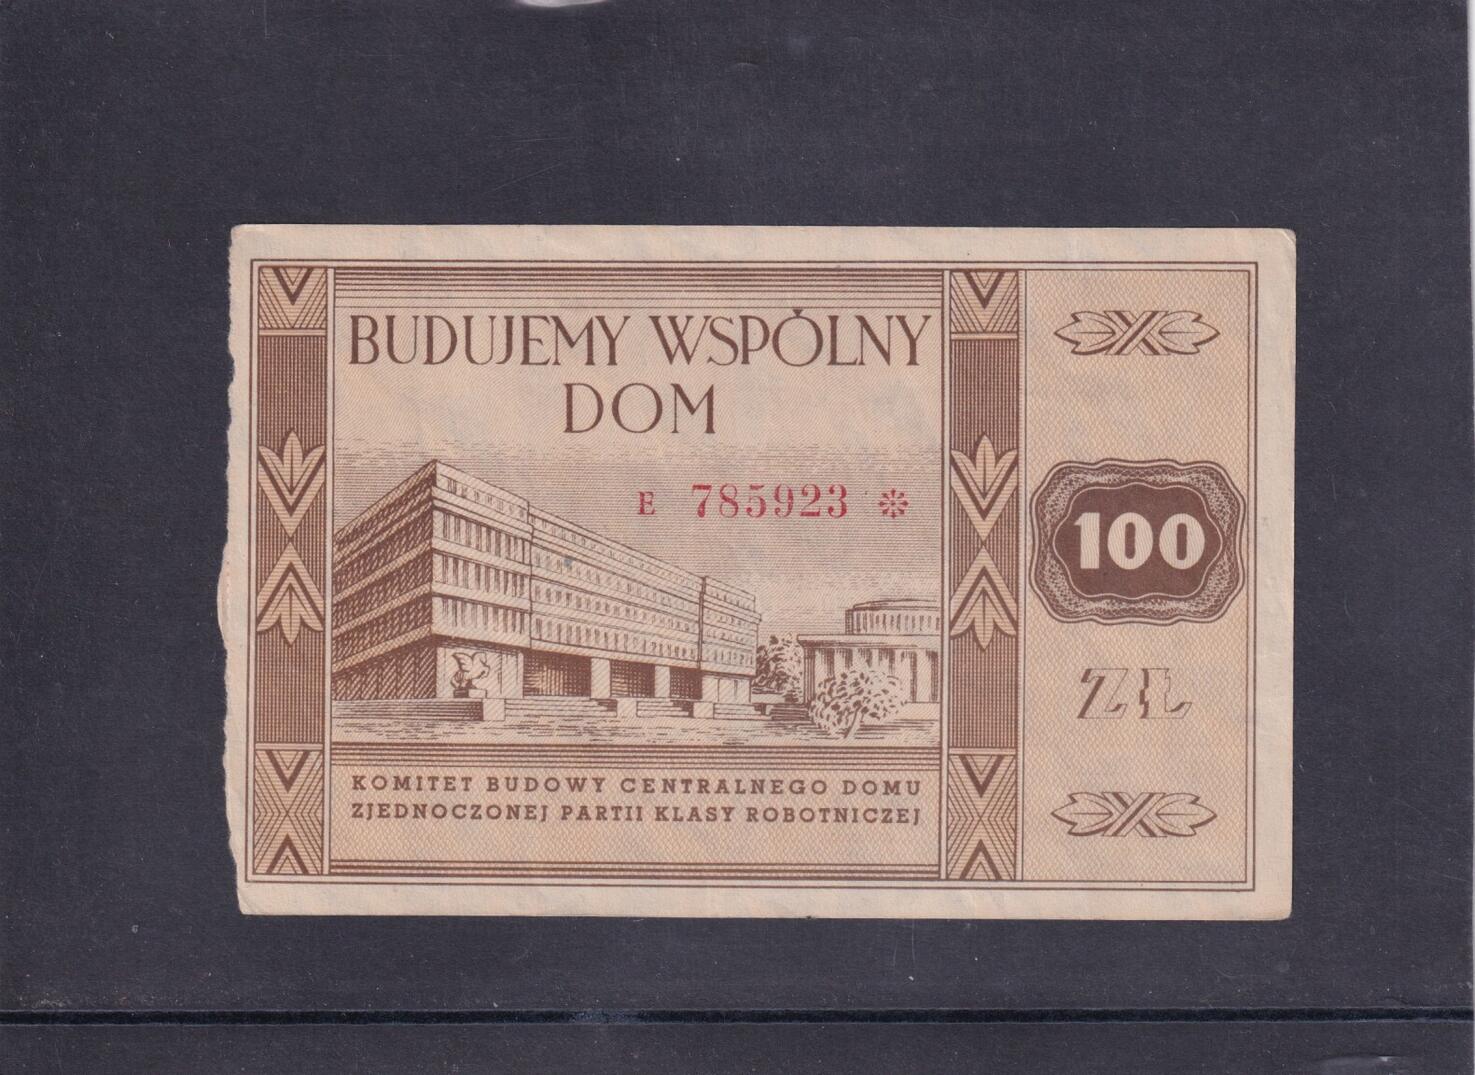 BUDUJEMY WSPÓLNY
DOM
E 785923 *
100
ZŁ
KOMITET BUDOWY CENTRALNEGO DOMU
ZJEDNOCZONEJ PARTII KLASY ROBOTNICZEJ